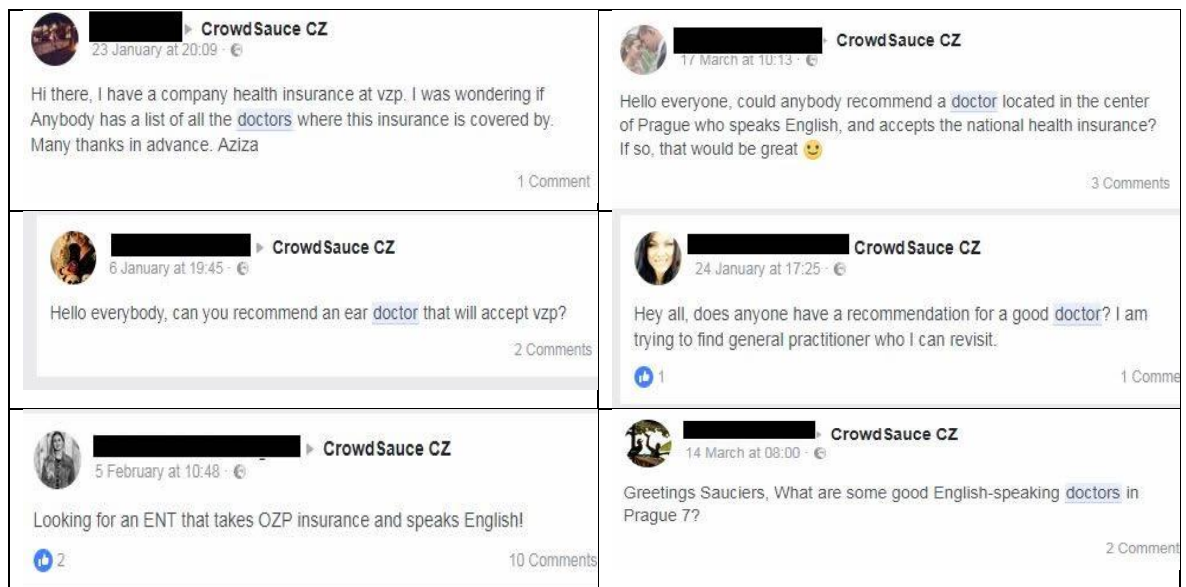 CrowdSauce CZ
23 January at 20:09 ·
Hi there, I have a company health insurance at vzp. I was wondering if
Anybody has a list of all the doctors where this insurance is covered by.
Many thanks in advance. Aziza
1 Comment
CrowdSauce CZ
17 March at 10:13 ·
Hello everyone, could anybody recommend a doctor located in the center
of Prague who speaks English, and accepts the national health insurance?
If so, that would be great
3 Comments
CrowdSauce CZ
6 January at 19:45 ·
Hello everybody, can you recommend an ear doctor that will accept vzp?
2 Comments
CrowdSauce CZ
24 January at 17:25 ·
Hey all, does anyone have a recommendation for a good doctor? I am
trying to find general practitioner who I can revisit.
1
1 Comme
CrowdSauce CZ
5 February at 10:48 ·
Looking for an ENT that takes OZP insurance and speaks English!
2
10 Comments
CrowdSauce CZ
14 March at 08:00 ·
Greetings Sauciers, What are some good English-speaking doctors in
Prague 7?
2 Comment